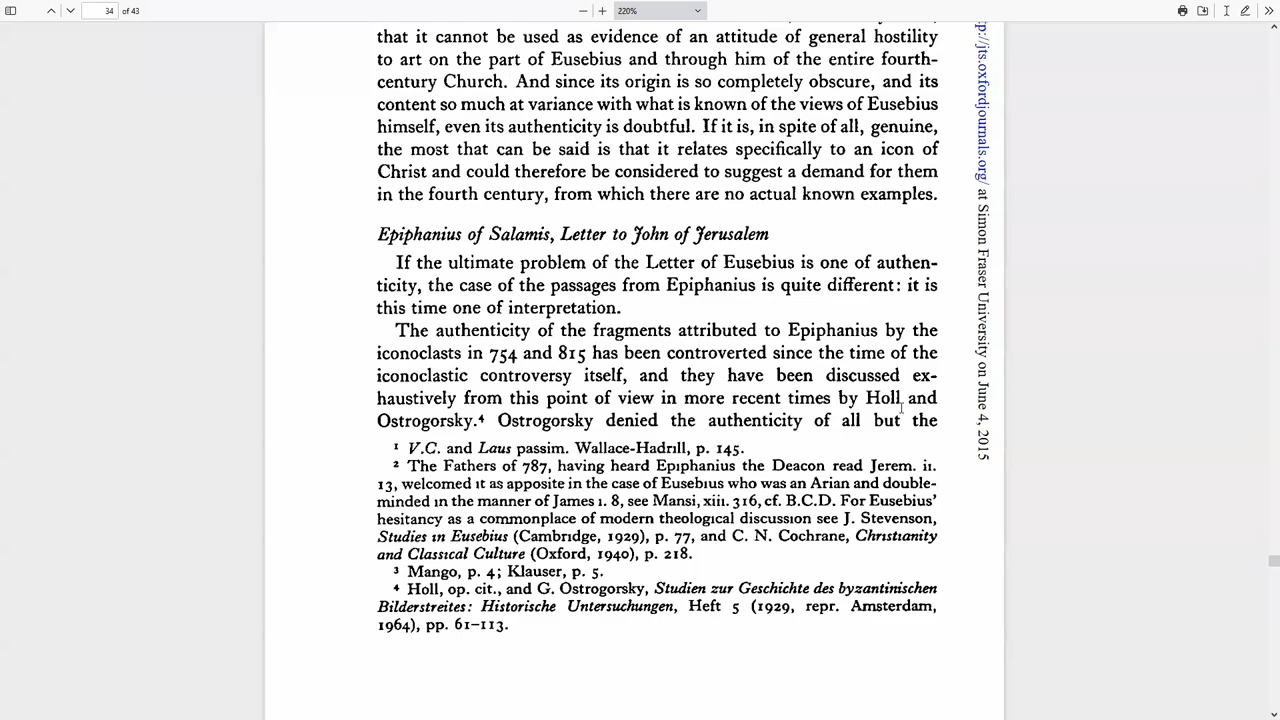 34 of 43
220%
that it cannot be used as evidence of an attitude of general hostility
to art on the part of Eusebius and through him of the entire fourth-
century Church. And since its origin is so completely obscure, and its
content so much at variance with what is known of the views of Eusebius
himself, even its authenticity is doubtful. If it is, in spite of all, genuine,
the most that can be said is that it relates specifically to an icon of
Christ and could therefore be considered to suggest a demand for them
in the fourth century, from which there are no actual known examples.
Epiphanius of Salamis, Letter to John of Jerusalem
If the ultimate problem of the Letter of Eusebius is one of authen-
ticity, the case of the passages from Epiphanius is quite different: it is
this time one of interpretation.
The authenticity of the fragments attributed to Epiphanius by the
iconoclasts in 754 and 815 has been controverted since the time of the
iconoclastic controversy itself, and they have been discussed ex-
haustively from this point of view in more recent times by Holl and
Ostrogorsky.⁴ Ostrogorsky denied the authenticity of all but the
¹ V.C. and Laus passim. Wallace-Hadrill, p. 145.
² The Fathers of 787, having heard Epiphanius the Deacon read Jerem. ii.
13, welcomed it as apposite in the case of Eusebius who was an Arian and double-
minded in the manner of James i. 8, see Mansi, xiii. 316, cf. B.C.D. For Eusebius'
hesitancy as a commonplace of modern theological discussion see J. Stevenson,
Studies in Eusebius (Cambridge, 1929), p. 77, and C. N. Cochrane, Christianity
and Classical Culture (Oxford, 1940), p. 218.
³ Mango, p. 4; Klauser, p. 5.
⁴ Holl, op. cit., and G. Ostrogorsky, Studien zur Geschichte des byzantinischen
Bilderstreites: Historische Untersuchungen, Heft 5 (1929, repr. Amsterdam,
1964), pp. 61–113.
tp://jts.oxfordjournals.org/ at Simon Fraser University on June 4, 2015